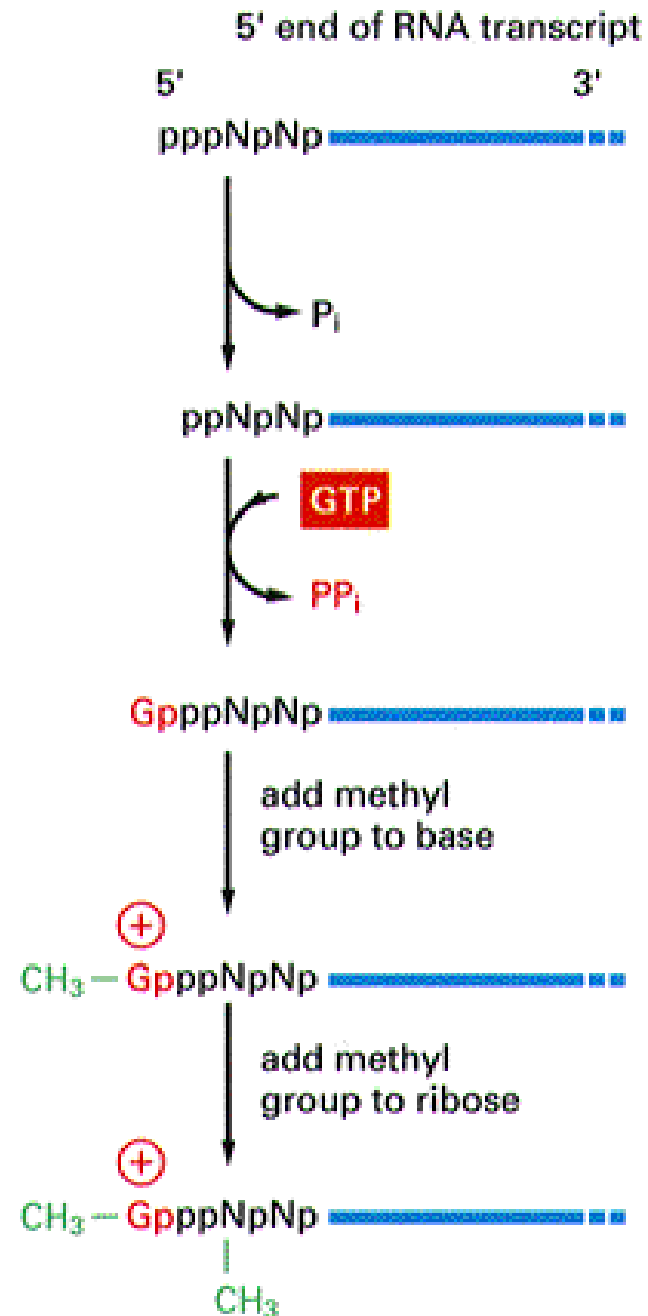 5' end of RNA transcript
5' 3'
pppNpNp
Pi
ppNpNp
GTP
PPi
GpppNpNp
add methyl
group to base
+
CH3–GpppNpNp
add methyl
group to ribose
+
CH3–GpppNpNp
CH3